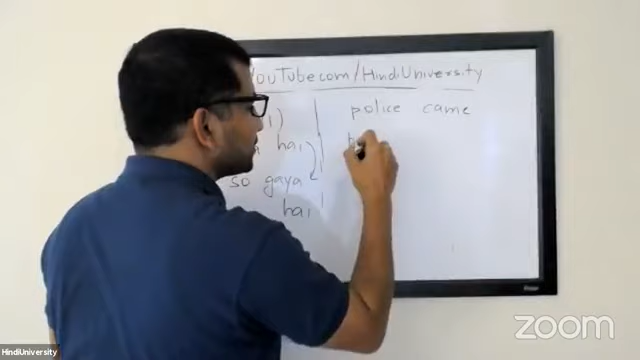 YouTube.com/HindiUniversity
police came
hai
so gaya
hai
HindiUniversity
zoom